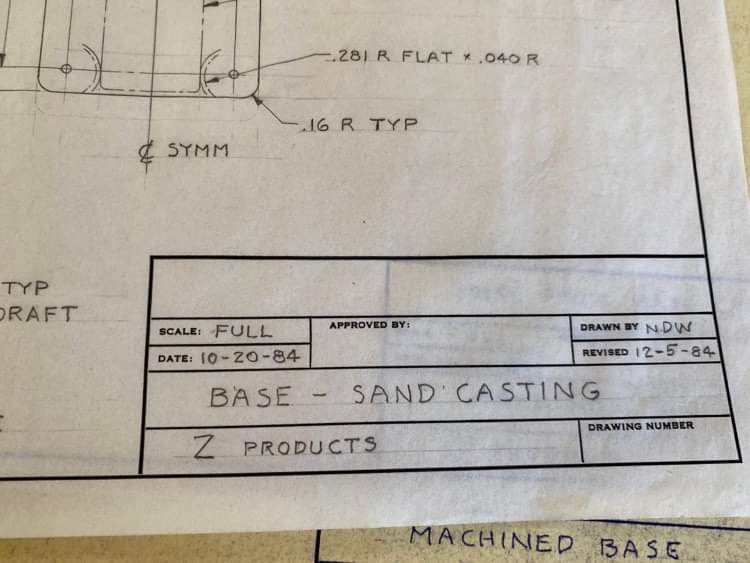 .281 R FLAT × .040 R
.16 R TYP
℄ SYMM
TYP
DRAFT
SCALE: FULL
APPROVED BY:
DRAWN BY NDW
DATE: 10-20-84
REVISED 12-5-84
BASE - SAND CASTING
DRAWING NUMBER
Z PRODUCTS
MACHINED BASE